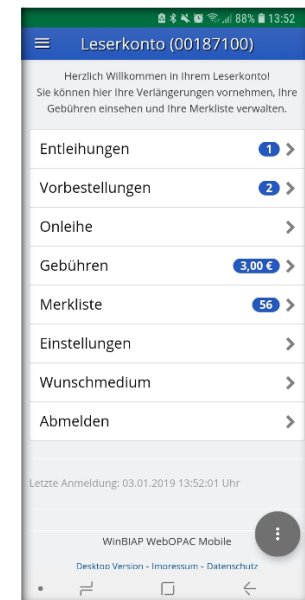 88% 13:52
Leserkonto (00187100)
Herzlich Willkommen in Ihrem Leserkonto!
Sie können hier Ihre Verlängerungen vornehmen, Ihre
Gebühren einsehen und Ihre Merkliste verwalten.
Entleihungen 1
Vorbestellungen 2
Onleihe
Gebühren 3,00 €
Merkliste 56
Einstellungen
Wunschmedium
Abmelden
Letzte Anmeldung: 03.01.2019 13:52:01 Uhr
WinBIAP WebOPAC Mobile
Desktop Version - Impressum - Datenschutz